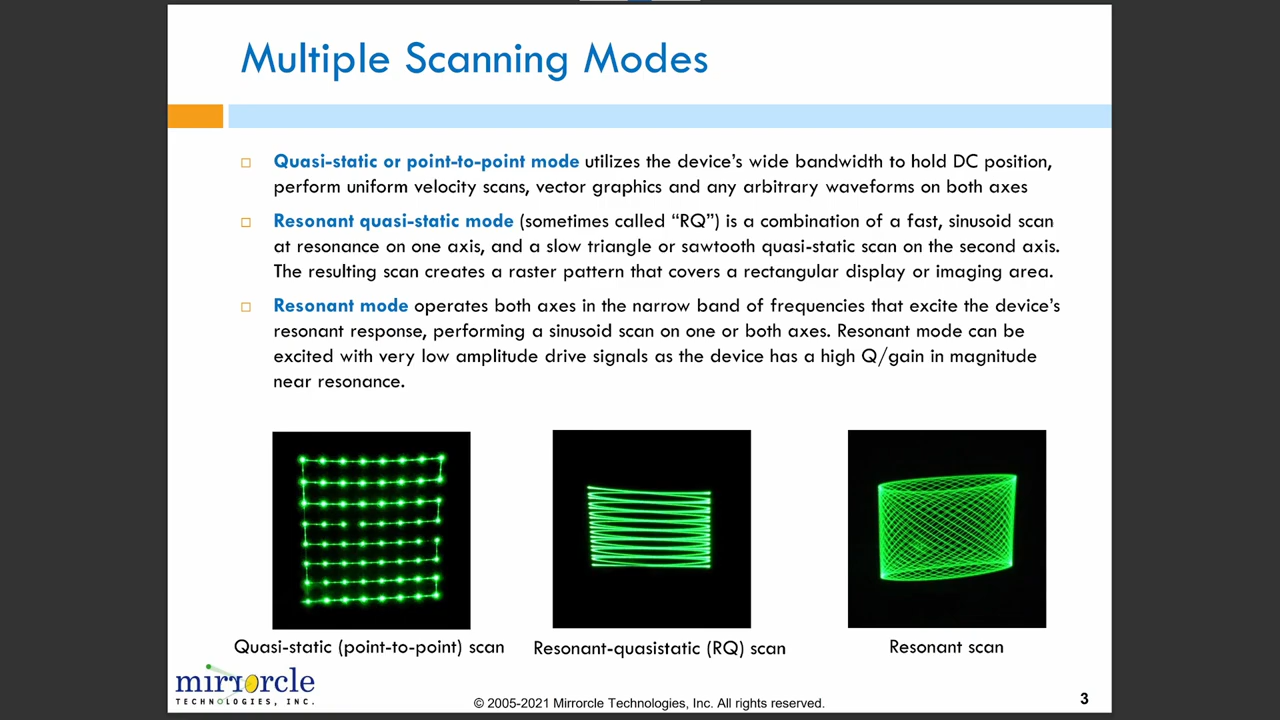 Multiple Scanning Modes
Quasi-static or point-to-point mode utilizes the device's wide bandwidth to hold DC position,
perform uniform velocity scans, vector graphics and any arbitrary waveforms on both axes
Resonant quasi-static mode (sometimes called “RQ”) is a combination of a fast, sinusoid scan
at resonance on one axis, and a slow triangle or sawtooth quasi-static scan on the second axis.
The resulting scan creates a raster pattern that covers a rectangular display or imaging area.
Resonant mode operates both axes in the narrow band of frequencies that excite the device's
resonant response, performing a sinusoid scan on one or both axes. Resonant mode can be
excited with very low amplitude drive signals as the device has a high Q/gain in magnitude
near resonance.
Quasi-static (point-to-point) scan
Resonant-quasistatic (RQ) scan
Resonant scan
mirrorcle
TECHNOLOGIES, INC.
© 2005-2021 Mirrorcle Technologies, Inc. All rights reserved.
3